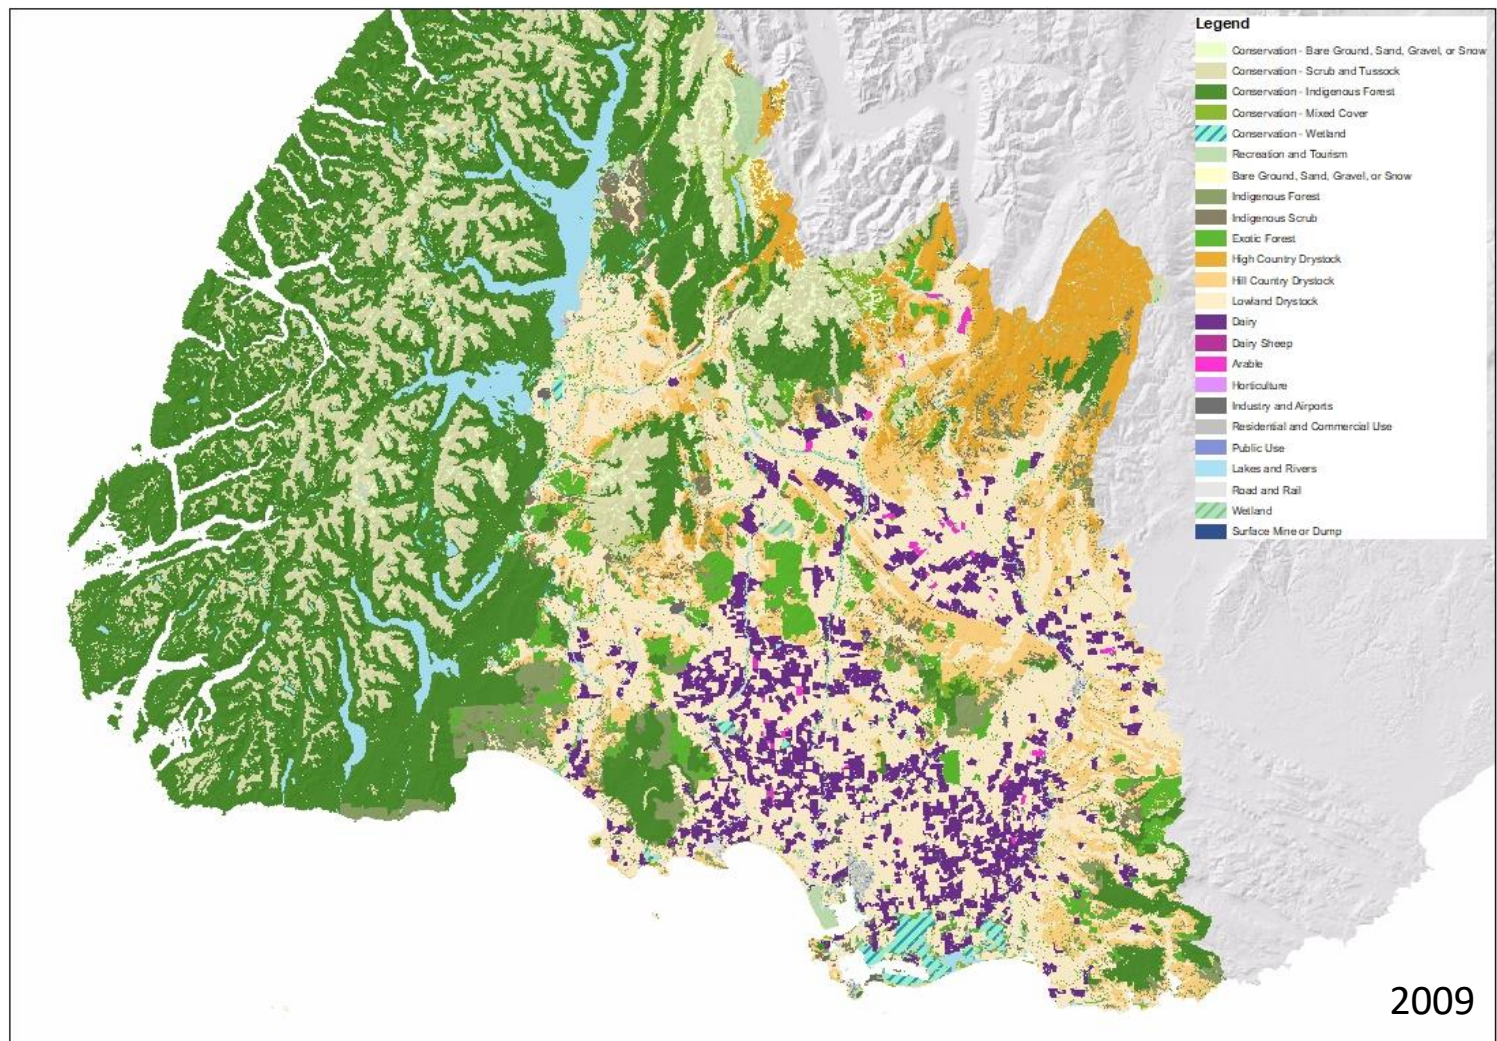 Legend
Conservation - Bare Ground, Sand, Gravel, or Snow
Conservation - Scrub and Tussock
Conservation - Indigenous Forest
Conservation - Mixed Cover
Conservation - Wetland
Recreation and Tourism
Bare Ground, Sand, Gravel, or Snow
Indigenous Forest
Indigenous Scrub
Exotic Forest
High Country Drystock
Hill Country Drystock
Lowland Drystock
Dairy
Dairy Sheep
Arable
Horticulture
Industry and Airports
Residential and Commercial Use
Public Use
Lakes and Rivers
Road and Rail
Wetland
Surface Mine or Dump
2009